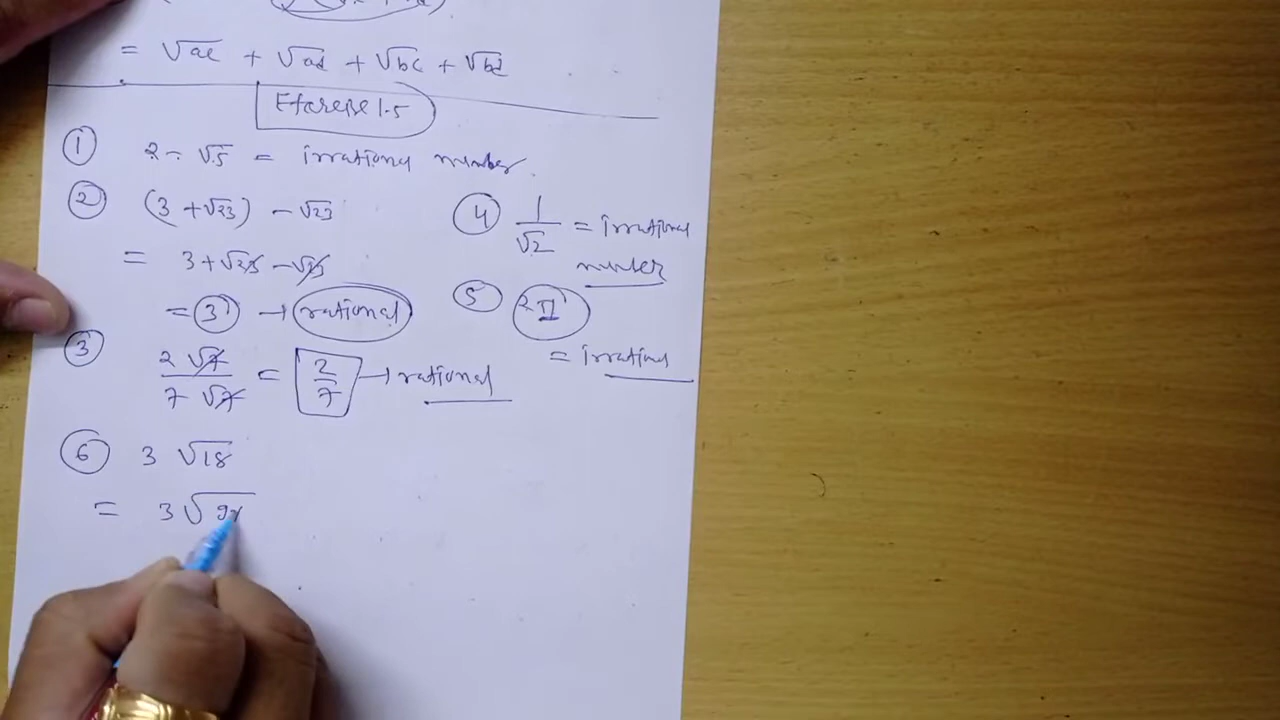 = √ac + √ad + √bc + √bd
Exercise 1.5
① 2 - √5 = irrational number.
② (3 + √23) - √23
= 3 + √23 - √23
= 3 → rational
③ 2√7 / 7√7 = 2/7 → rational
④ 1/√2 = irrational
number
⑤ 2π
= irrational
⑥ 3 √18
= 3√9x